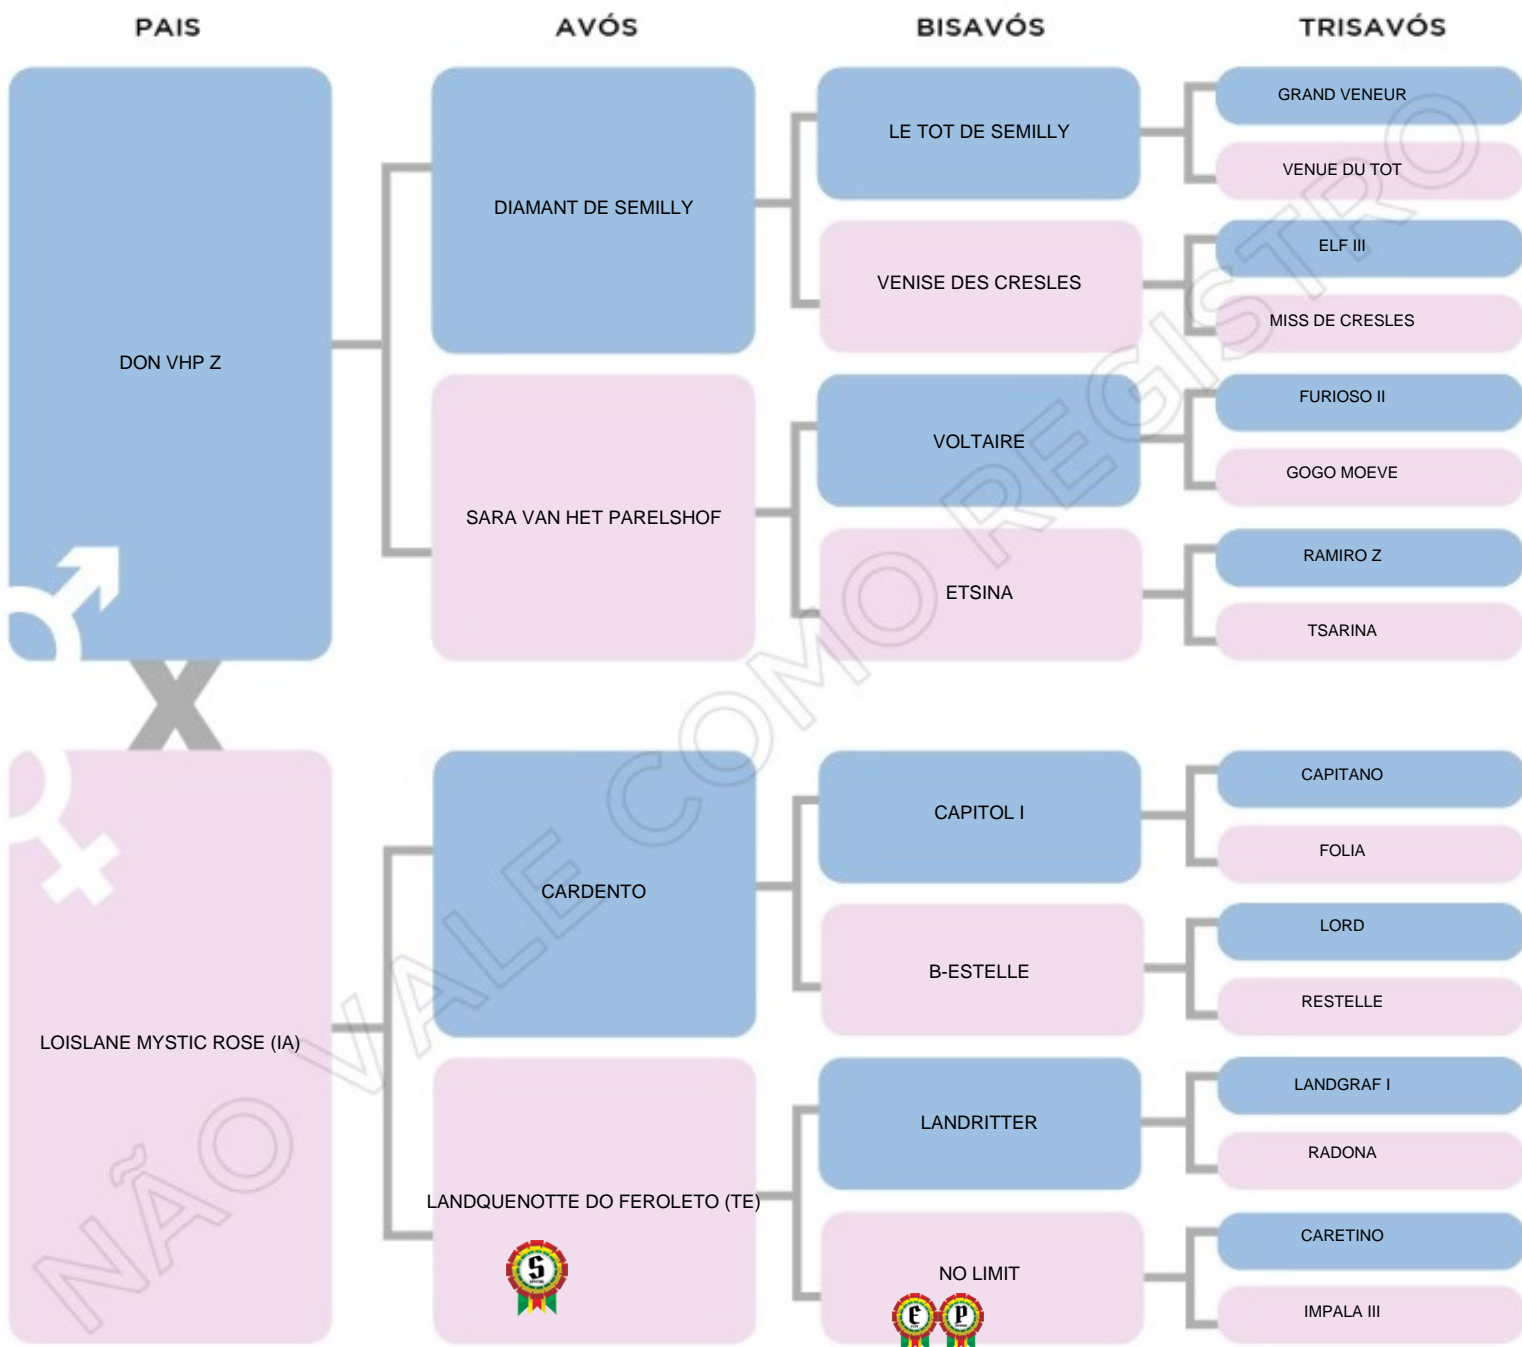 PAIS AVÓS BISAVÓS TRISAVÓS
GRAND VENEUR
LE TOT DE SEMILLY
VENUE DU TOT
DIAMANT DE SEMILLY
ELF III
VENISE DES CRESLES
MISS DE CRESLES
DON VHP Z
FURIOSO II
VOLTAIRE
GOGO MOEVE
SARA VAN HET PARELSHOF
RAMIRO Z
ETSINA
TSARINA
X
CAPITANO
CAPITOL I
FOLIA
CARDENTO
LORD
B-ESTELLE
RESTELLE
LOISLANE MYSTIC ROSE (IA)
LANDGRAF I
LANDRITTER
RADONA
LANDQUENOTTE DO FEROLETO (TE)
S
CARETINO
NO LIMIT
E P
IMPALA III
NÃO VALE COMO REGISTRO